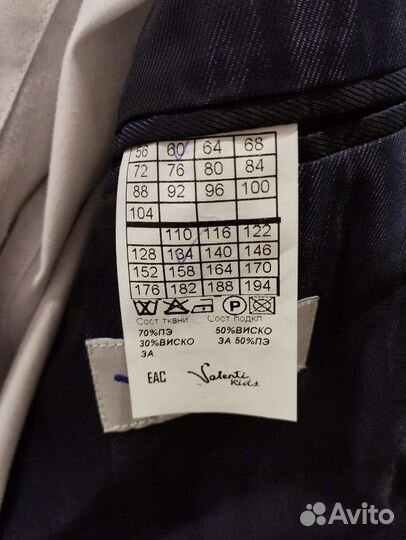 56 60 64 68
72 76 80 84
88 92 96 100
104
110 116 122
128 134 140 146
152 158 164 170
176 182 188 194
P
Сост ткани Сост подкл
70%ПЭ 50%ВИСКО
30%ВИСКО ЗА 50%ПЭ
ЗА
EAC Valenti
Kids
Avito